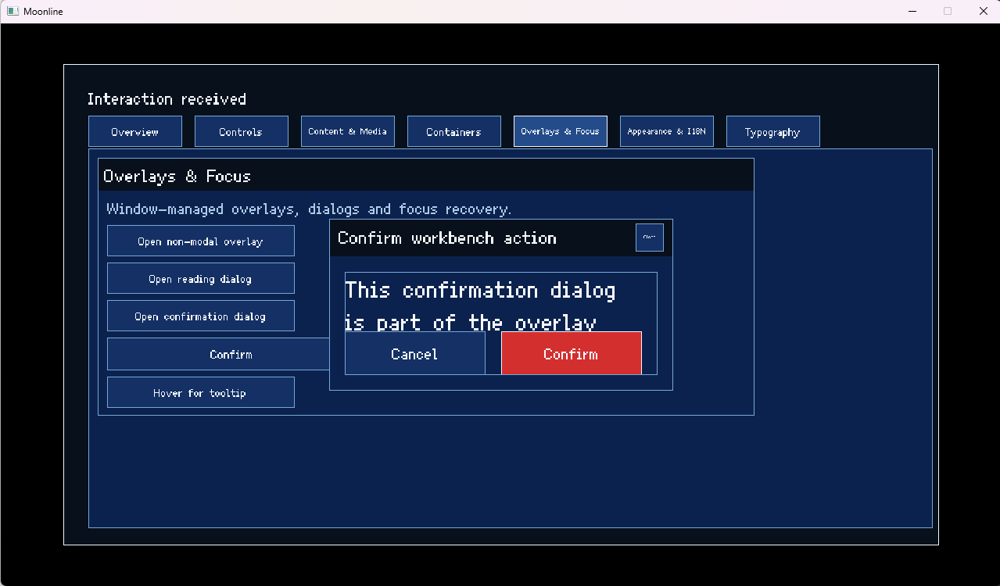 Moonline
Interaction received
Overview
Controls
Content & Media
Containers
Overlays & Focus
Appearance & I18N
Typography
Overlays & Focus
Window-managed overlays, dialogs and focus recovery.
Open non-modal overlay
Open reading dialog
Open confirmation dialog
Confirm
Hover for tooltip
Confirm workbench action
Close
This confirmation dialog
is part of the overlay
Cancel
Confirm